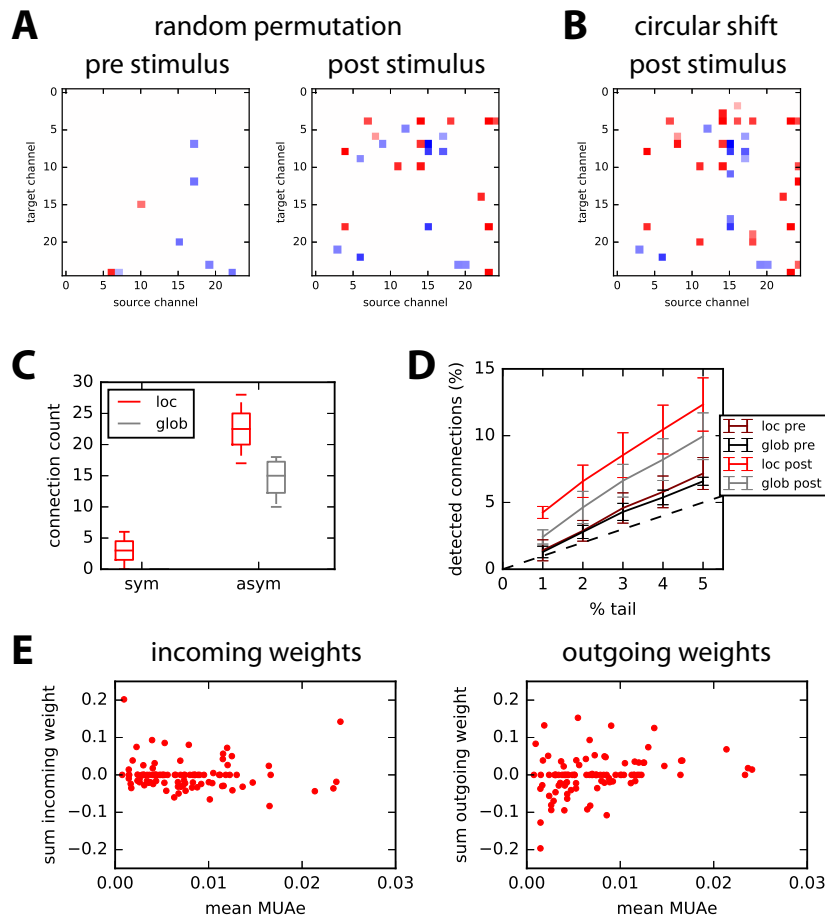 A
random permutation
B
circular shift
pre stimulus
post stimulus
post stimulus
0
5
10
15
20
target channel
0 5 10 15 20
source channel
0
5
10
15
20
target channel
0 5 10 15 20
source channel
0
5
10
15
20
target channel
0 5 10 15 20
source channel
C
30
25
20
15
10
5
0
connection count
loc
glob
sym asym
D
15
10
5
0
detected connections (%)
0 1 2 3 4 5
% tail
loc pre
glob pre
loc post
glob post
E
incoming weights
outgoing weights
0.2
0.1
0.0
−0.1
−0.2
sum incoming weight
0.00 0.01 0.02 0.03
mean MUAe
0.2
0.1
0.0
−0.1
−0.2
sum outgoing weight
0.00 0.01 0.02 0.03
mean MUAe